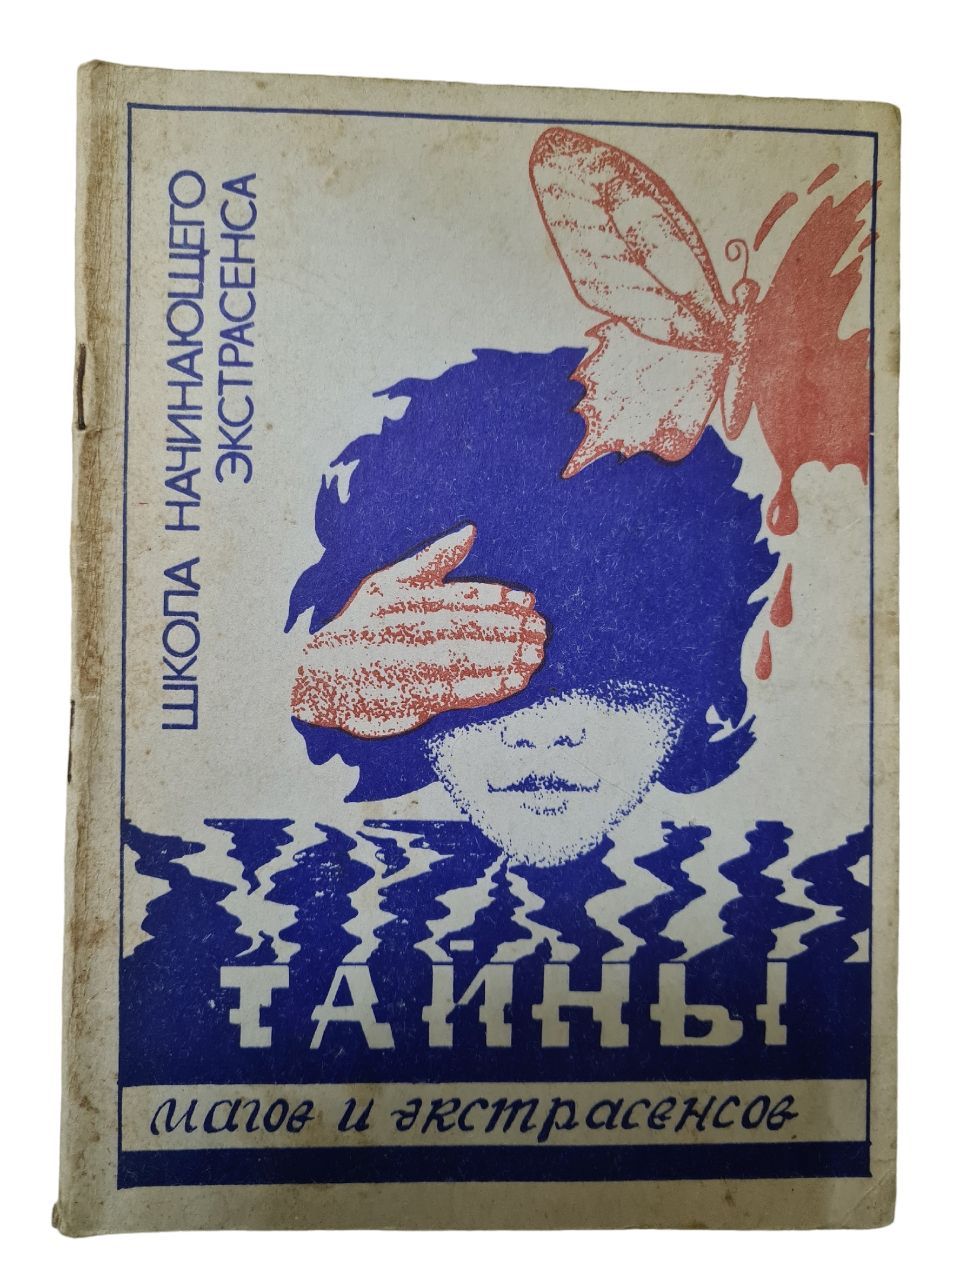 ШКОЛА НАЧИНАЮЩЕГО
ЭКСТРАСЕНСА
ТАЙНЫ
магов и экстрасенсов